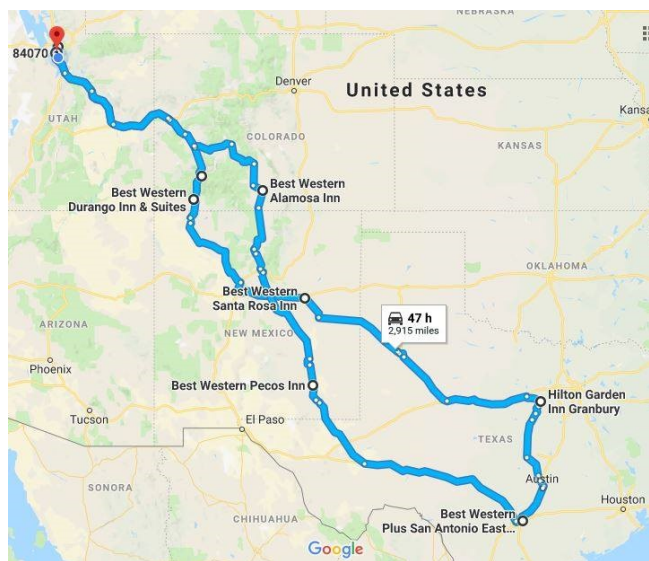 NEBRASKA
84070
Denver
United States
Kansas
UTAH
COLORADO
KANSAS
Best Western
Durango Inn & Suites
Best Western
Alamosa Inn
OKLAHOMA
Best Western
Santa Rosa Inn
47 h
2,915 miles
ARIZONA
NEW MEXICO
Phoenix
Best Western Pecos Inn
Hilton Garden
Inn Granbury
Tucson
El Paso
TEXAS
Austin
SONORA
Houston
CHIHUAHUA
Best Western
Plus San Antonio East...
COAHUILA
Google